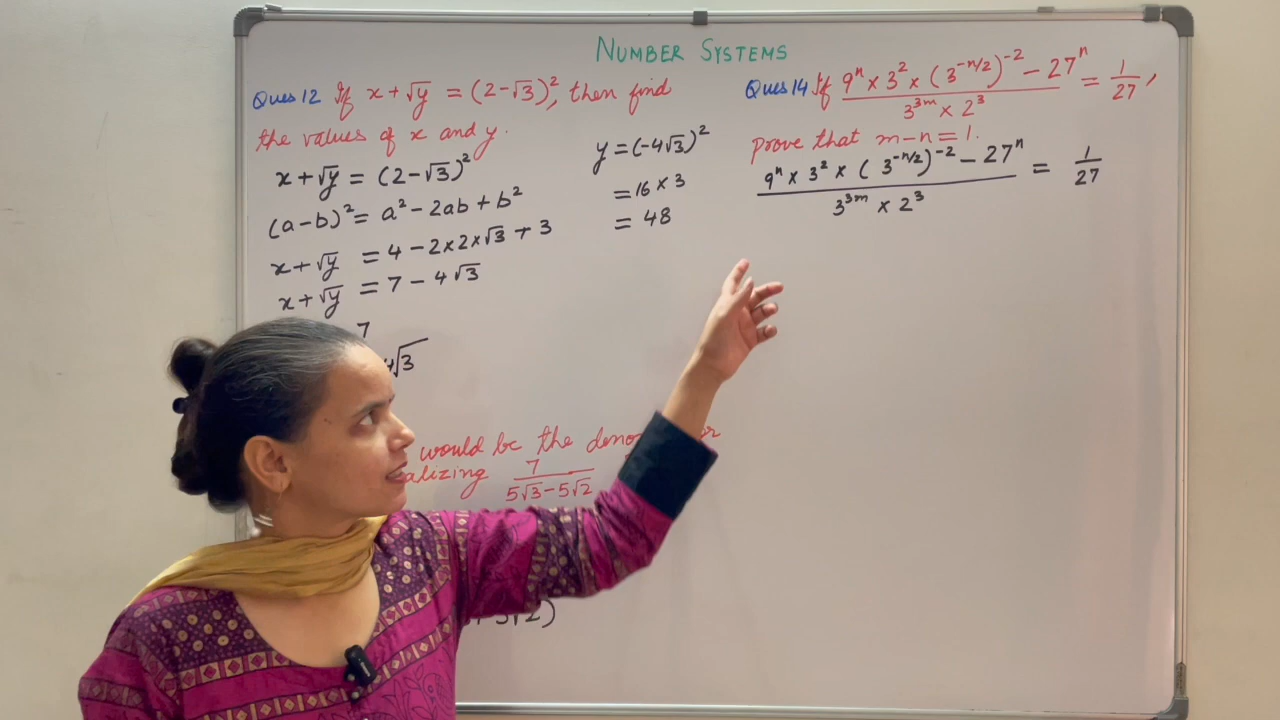 NUMBER SYSTEMS
Ques 12 If x+√y = (2-√3)², then find
the values of x and y.
x+√y = (2-√3)²
(a-b)² = a² - 2ab + b²
x+√y = 4 - 2×2×√3 + 3
x+√y = 7 - 4√3
7
√3
y = (-4√3)²
= 16 × 3
= 48
would be the
7/(5√3-5√2)
Ques 14 If (9ⁿ × 3² × (3^(-n/2))^(-2) - 27ⁿ)/(3^(3m) × 2³) = 1/27,
prove that m-n = 1.
(9ⁿ × 3² × (3^(-n/2))^(-2) - 27ⁿ)/(3^(3m) × 2³) = 1/27